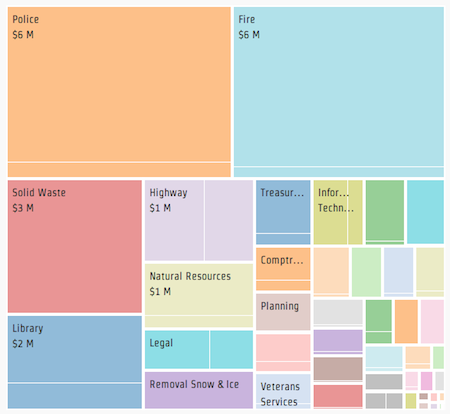 Police
$6 M
Fire
$6 M
Solid Waste
$3 M
Highway
$1 M
Treasur...
Infor...
Techn...
Comptr...
Natural Resources
$1 M
Planning
Library
$2 M
Legal
Removal Snow & Ice
Veterans
Services